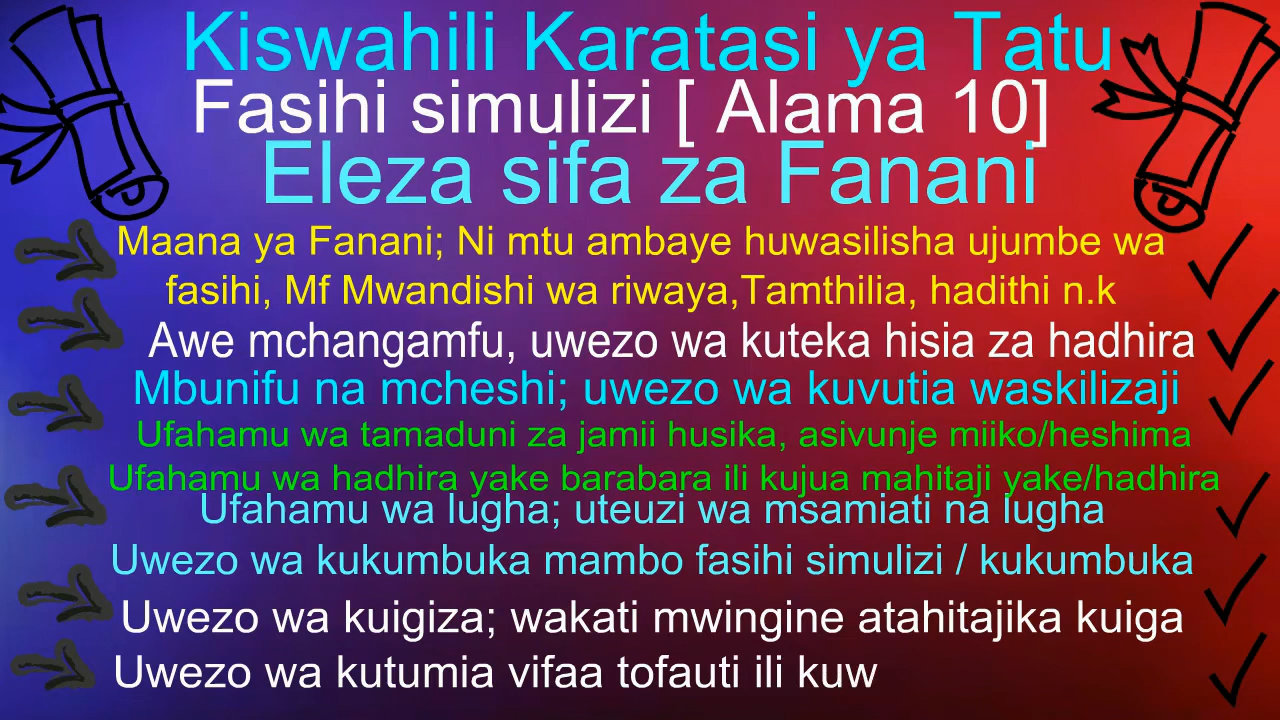 Kiswahili Karatasi ya Tatu
Fasihi simulizi [ Alama 10]
Eleza sifa za Fanani
Maana ya Fanani; Ni mtu ambaye huwasilisha ujumbe wa
fasihi, Mf Mwandishi wa riwaya,Tamthilia, hadithi n.k
Awe mchangamfu, uwezo wa kuteka hisia za hadhira
Mbunifu na mcheshi; uwezo wa kuvutia waskilizaji
Ufahamu wa tamaduni za jamii husika, asivunje miiko/heshima
Ufahamu wa hadhira yake barabara ili kujua mahitaji yake/hadhira
Ufahamu wa lugha; uteuzi wa msamiati na lugha
Uwezo wa kukumbuka mambo fasihi simulizi / kukumbuka
Uwezo wa kuigiza; wakati mwingine atahitajika kuiga
Uwezo wa kutumia vifaa tofauti ili kuw